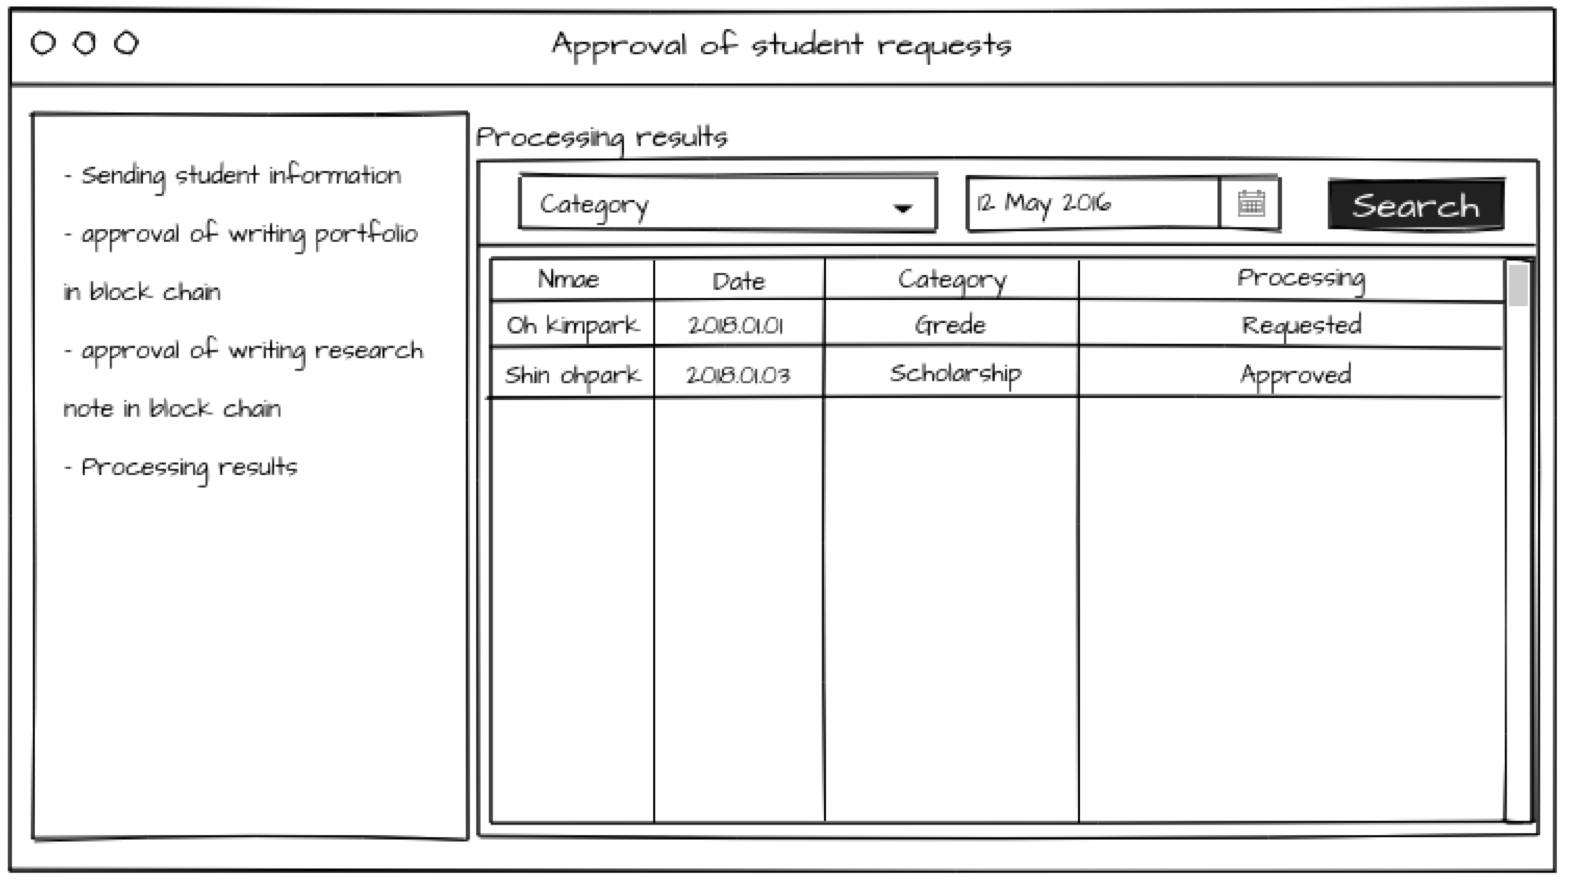 Approval of student requests
- Sending student information
- approval of writing portfolio
in block chain
- approval of writing research
note in block chain
- Processing results
Processing results
Category 12 May 2016 Search
Nmae Date Category Processing
Oh kimpark 2018.01.01 Grede Requested
Shin ohpark 2018.01.03 Scholarship Approved